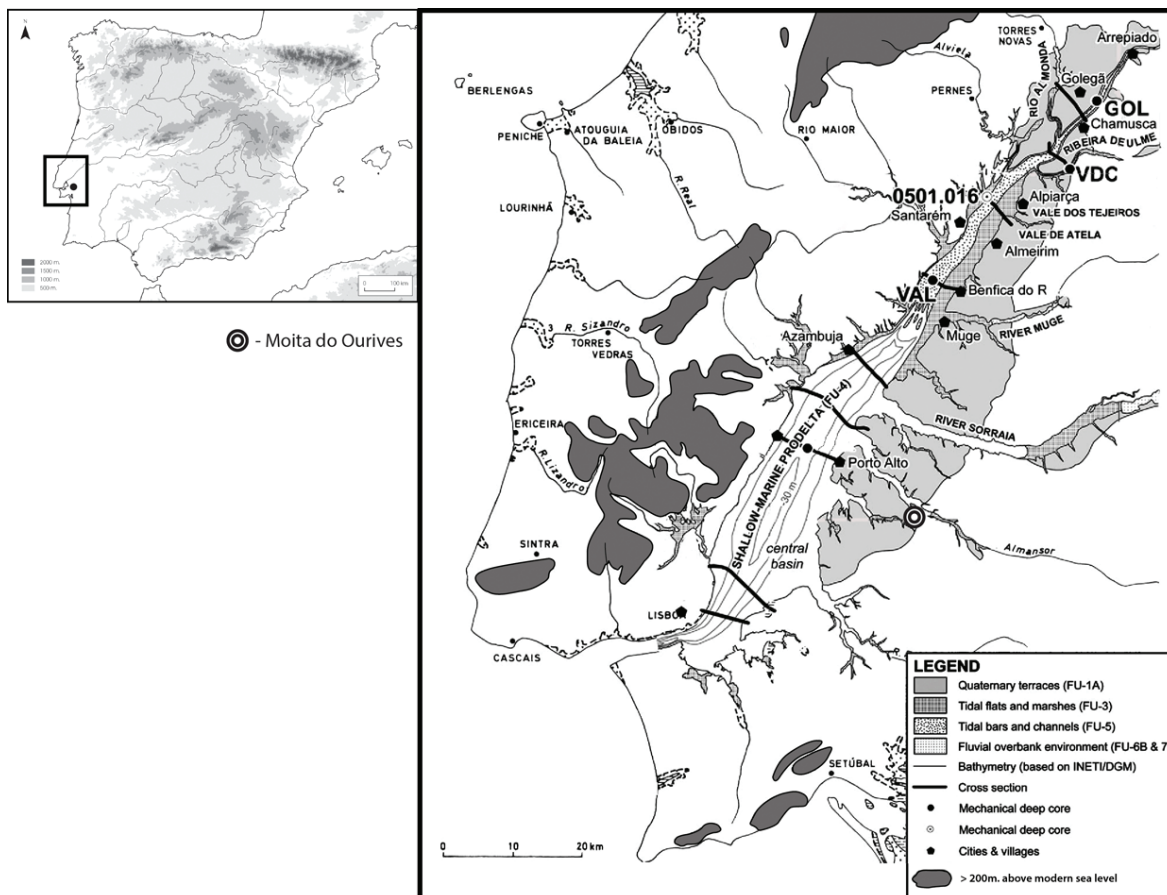 N
2000 m.
1500 m.
1000 m.
500 m.
0 100 kms
- Moita do Ourives
BERLENGAS
PENICHE
ATOUGUIA
DA BALEIA
ÓBIDOS
R. Real
LOURINHÃ
RIO MAIOR
PERNES
Alviela
TORRES
NOVAS
RIO ALMONDA
Arrepiado
Golegã
GOL
Chamusca
RIBEIRA DE ULME
VDC
0501.016
Santarém
Alpiarça
VALE DOS TEJEIROS
VALE DE ATELA
Almeirim
VAL
Benfica do R
RIVER MUGE
Muge
Azambuja
R. Sizandro
TORRES
VEDRAS
ERICEIRA
R. Lizandro
SHALLOW-MARINE PRODELTA (FU-4)
RIVER SORRAIA
Porto Alto
-30 m
central
basin
Almansor
SINTRA
LISBOA
CASCAIS
SETÚBAL
0 10 20 km
LEGEND
Quaternary terraces (FU-1A)
Tidal flats and marshes (FU-3)
Tidal bars and channels (FU-5)
Fluvial overbank environment (FU-6B & 7
Bathymetry (based on INETI/DGM)
Cross section
Mechanical deep core
Mechanical deep core
Cities & villages
> 200m. above modern sea level